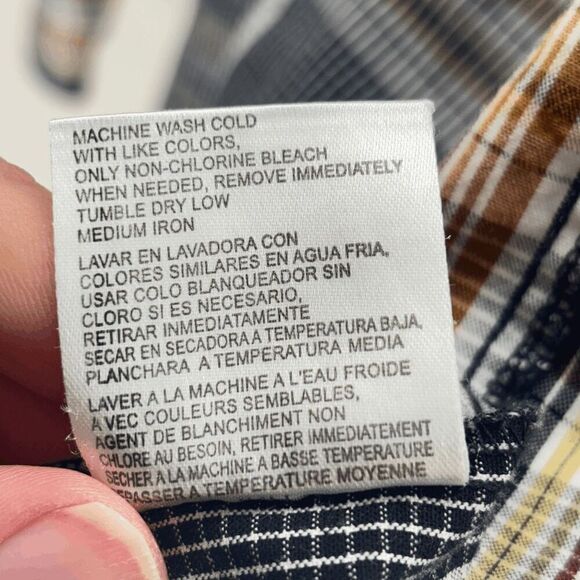 MACHINE WASH COLD
WITH LIKE COLORS,
ONLY NON-CHLORINE BLEACH
WHEN NEEDED, REMOVE IMMEDIATELY
TUMBLE DRY LOW
MEDIUM IRON
LAVAR EN LAVADORA CON
COLORES SIMILARES EN AGUA FRIA,
USAR COLO BLANQUEADOR SIN
CLORO SI ES NECESARIO,
RETIRAR INMEDIATAMENTE
SECAR EN SECADORA A TEMPERATURA BAJA,
PLANCHARA A TEMPERATURA MEDIA
LAVER A LA MACHINE A L'EAU FROIDE
A VEC COULEURS SEMBLABLES,
AGENT DE BLANCHIMENT NON
CHLORE AU BESOIN, RETIRER IMMEDIATEMENT
SECHER A LA MACHINE A BASSE TEMPERATURE
REPASSER A TEMPERATURE MOYENNE